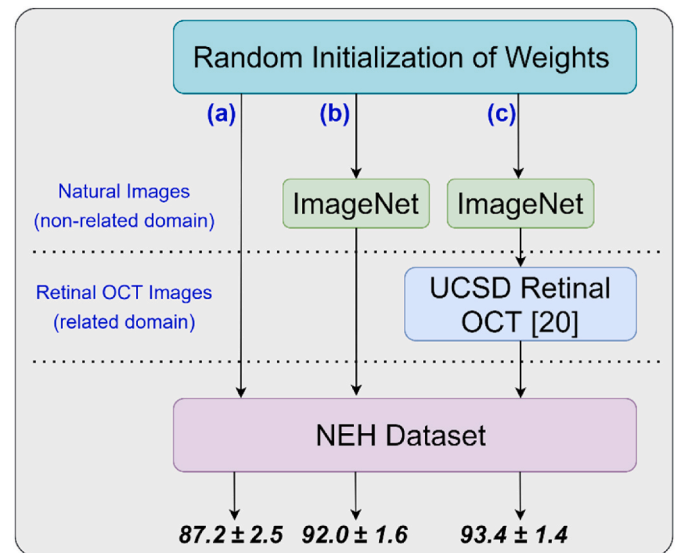 Random Initialization of Weights
(a)
(b)
(c)
Natural Images
(non-related domain)
ImageNet
ImageNet
Retinal OCT Images
(related domain)
UCSD Retinal
OCT [20]
NEH Dataset
87.2 ± 2.5
92.0 ± 1.6
93.4 ± 1.4